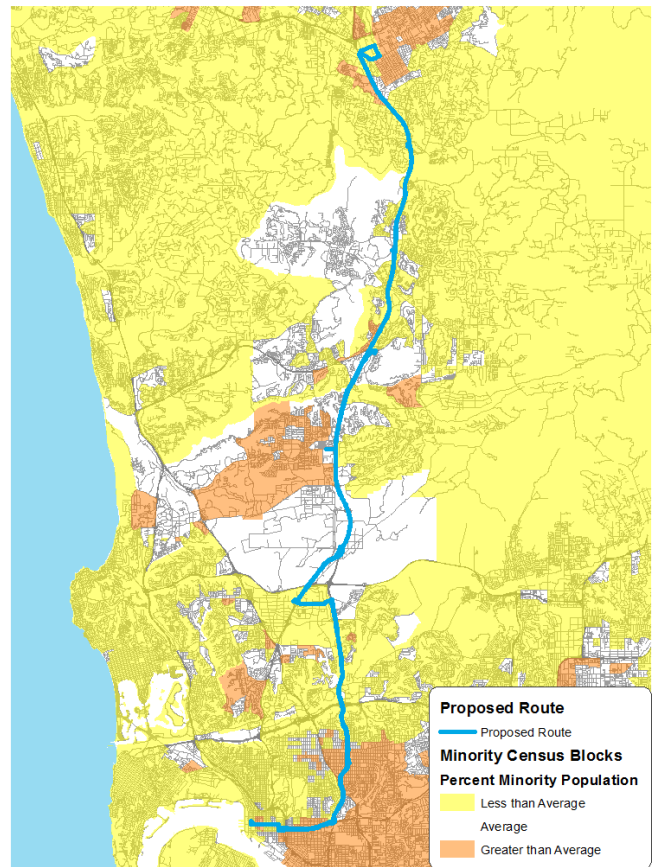 Proposed Route
Proposed Route
Minority Census Blocks
Percent Minority Population
Less than Average
Average
Greater than Average